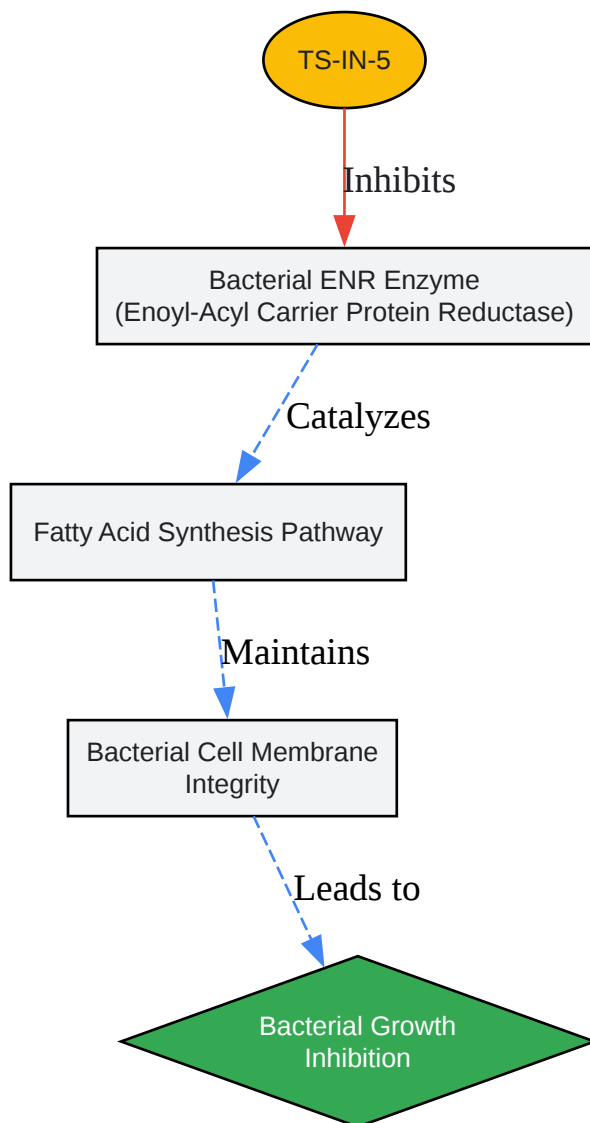 TS-IN-5
Inhibits
Bacterial ENR Enzyme
(Enoyl-Acyl Carrier Protein Reductase)
Catalyzes
Fatty Acid Synthesis Pathway
Maintains
Bacterial Cell Membrane
Integrity
Leads to
Bacterial Growth
Inhibition